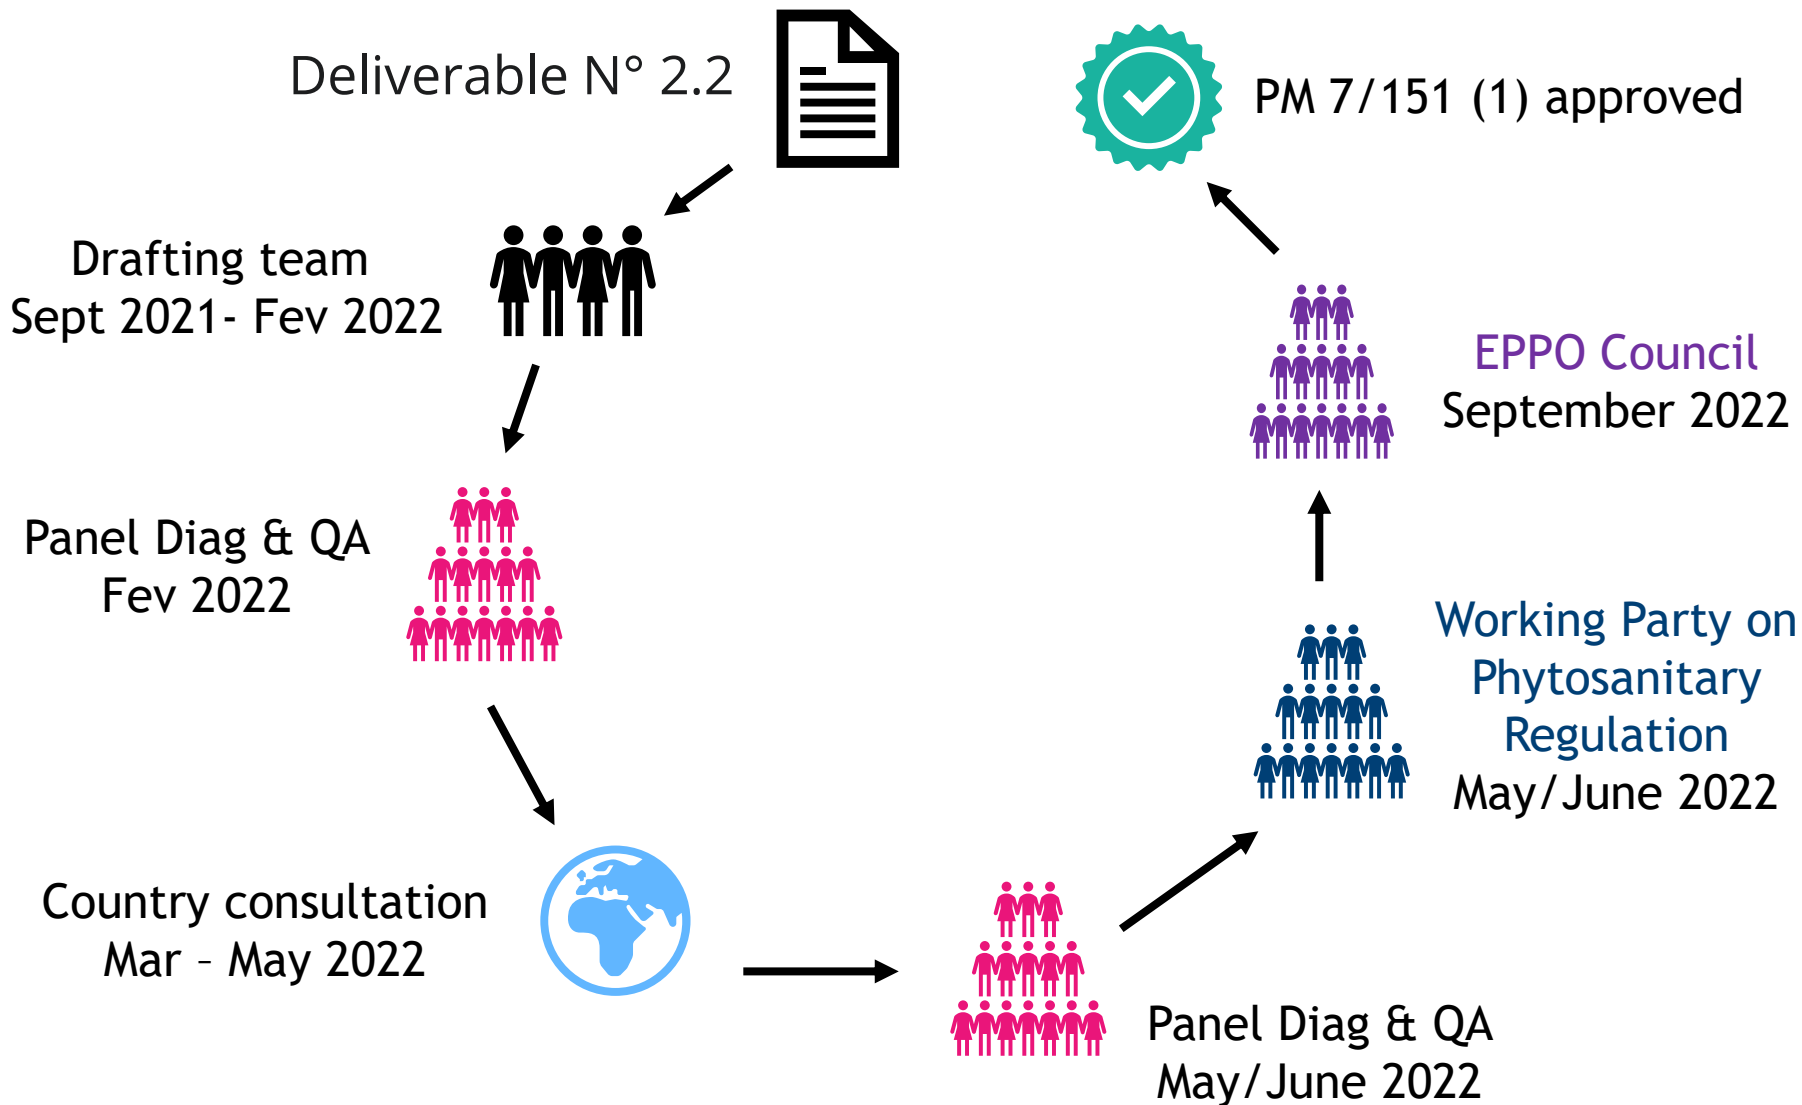 Deliverable N° 2.2
Drafting team
Sept 2021- Fev 2022
Panel Diag & QA
Fev 2022
Country consultation
Mar – May 2022
Panel Diag & QA
May/June 2022
Working Party on
Phytosanitary
Regulation
May/June 2022
EPPO Council
September 2022
PM 7/151 (1) approved